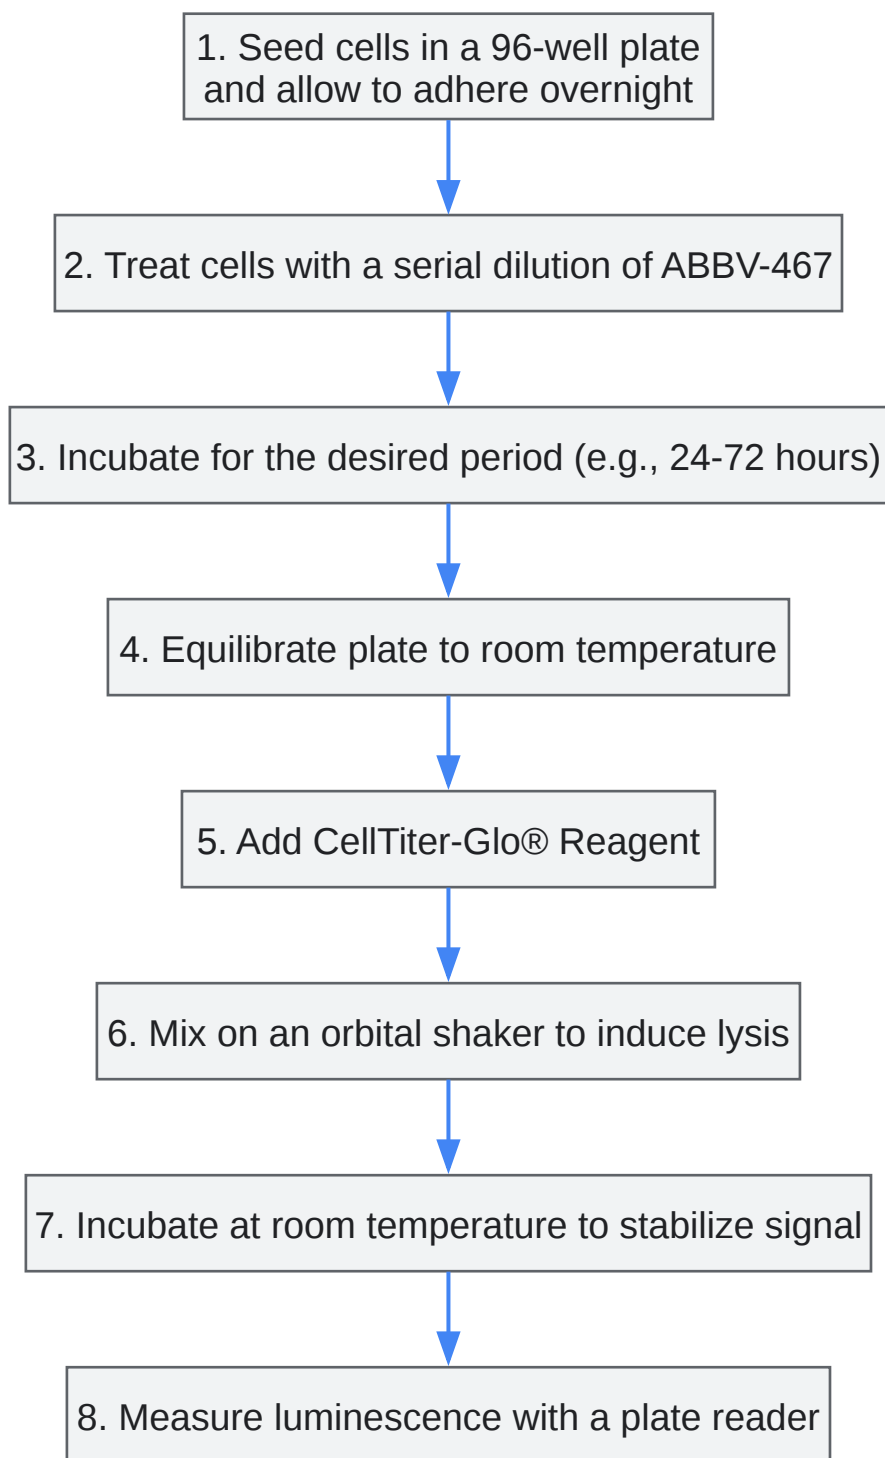 1. Seed cells in a 96-well plate
and allow to adhere overnight
2. Treat cells with a serial dilution of ABBV-467
3. Incubate for the desired period (e.g., 24-72 hours)
4. Equilibrate plate to room temperature
5. Add CellTiter-Glo® Reagent
6. Mix on an orbital shaker to induce lysis
7. Incubate at room temperature to stabilize signal
8. Measure luminescence with a plate reader